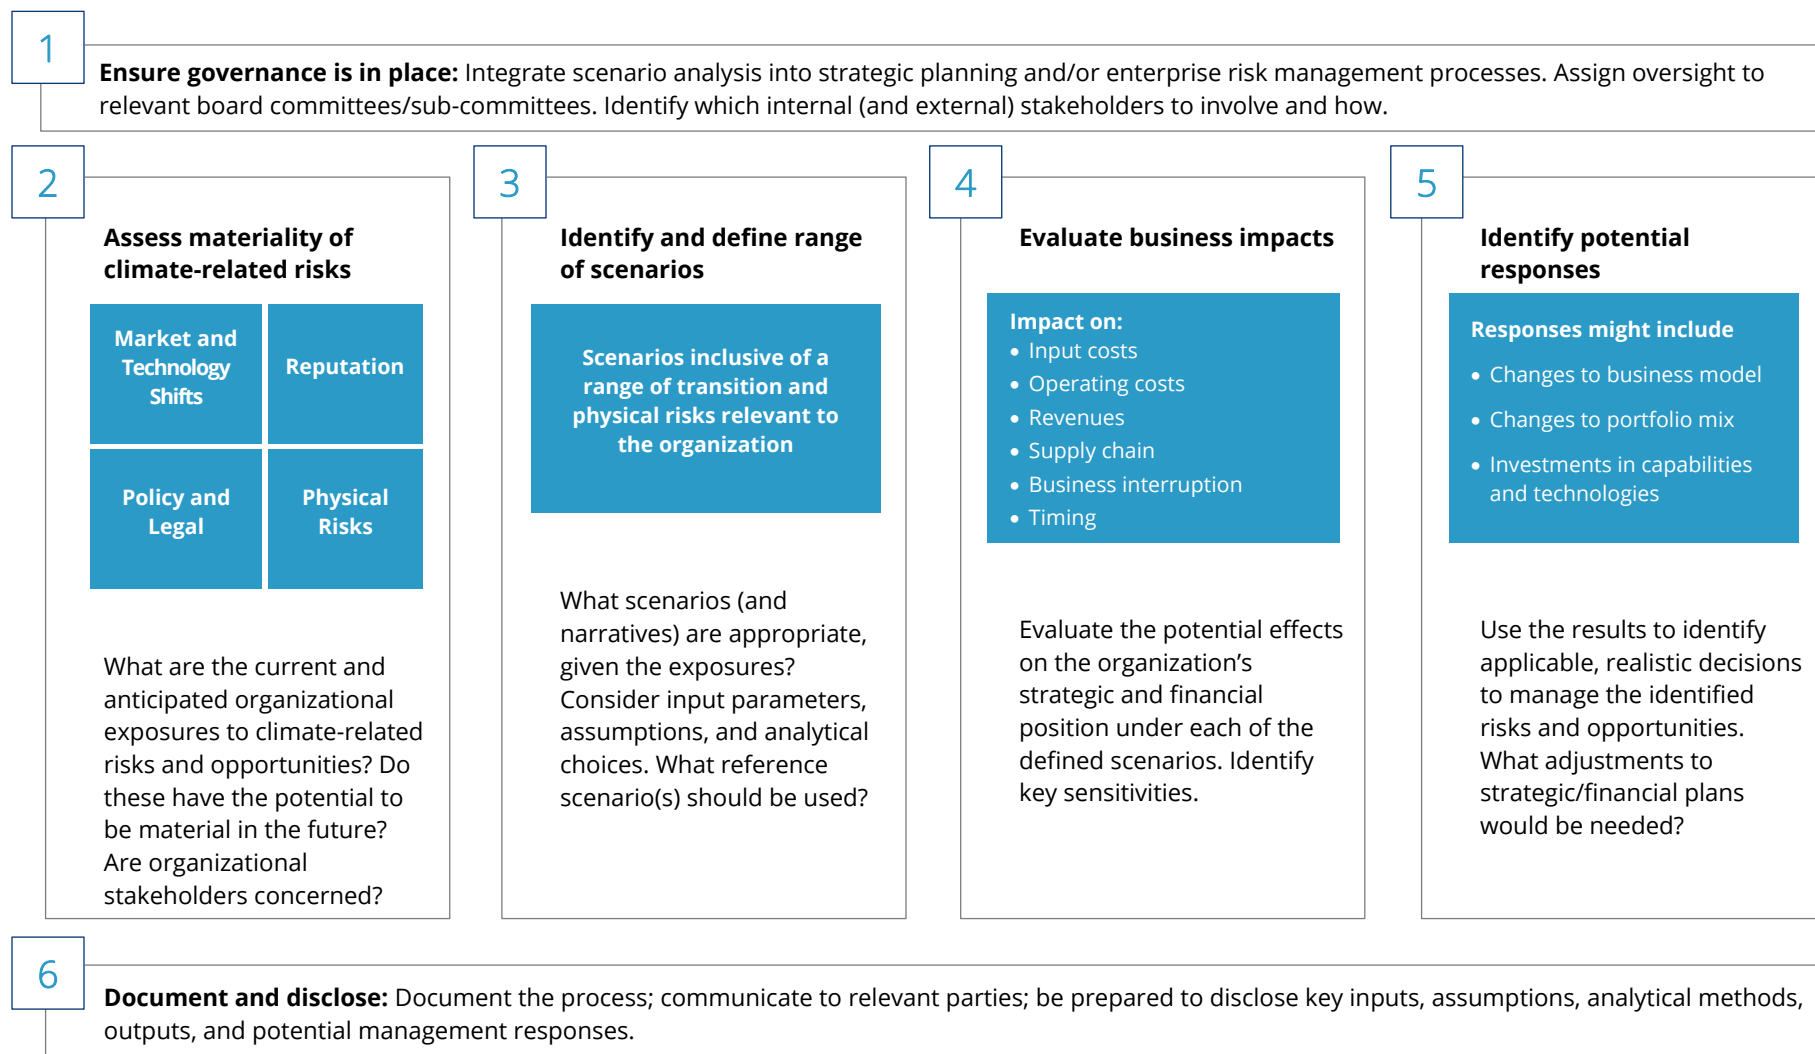 1
Ensure governance is in place: Integrate scenario analysis into strategic planning and/or enterprise risk management processes. Assign oversight to
relevant board committees/sub-committees. Identify which internal (and external) stakeholders to involve and how.
2
Assess materiality of
climate-related risks
Market and
Technology
Shifts
Reputation
Policy and
Legal
Physical
Risks
What are the current and
anticipated organizational
exposures to climate-related
risks and opportunities? Do
these have the potential to
be material in the future?
Are organizational
stakeholders concerned?
3
Identify and define range
of scenarios
Scenarios inclusive of a
range of transition and
physical risks relevant to
the organization
What scenarios (and
narratives) are appropriate,
given the exposures?
Consider input parameters,
assumptions, and analytical
choices. What reference
scenario(s) should be used?
4
Evaluate business impacts
Impact on:
• Input costs
• Operating costs
• Revenues
• Supply chain
• Business interruption
• Timing
Evaluate the potential effects
on the organization’s
strategic and financial
position under each of the
defined scenarios. Identify
key sensitivities.
5
Identify potential
responses
Responses might include
• Changes to business model
• Changes to portfolio mix
• Investments in capabilities
and technologies
Use the results to identify
applicable, realistic decisions
to manage the identified
risks and opportunities.
What adjustments to
strategic/financial plans
would be needed?
6
Document and disclose: Document the process; communicate to relevant parties; be prepared to disclose key inputs, assumptions, analytical methods,
outputs, and potential management responses.